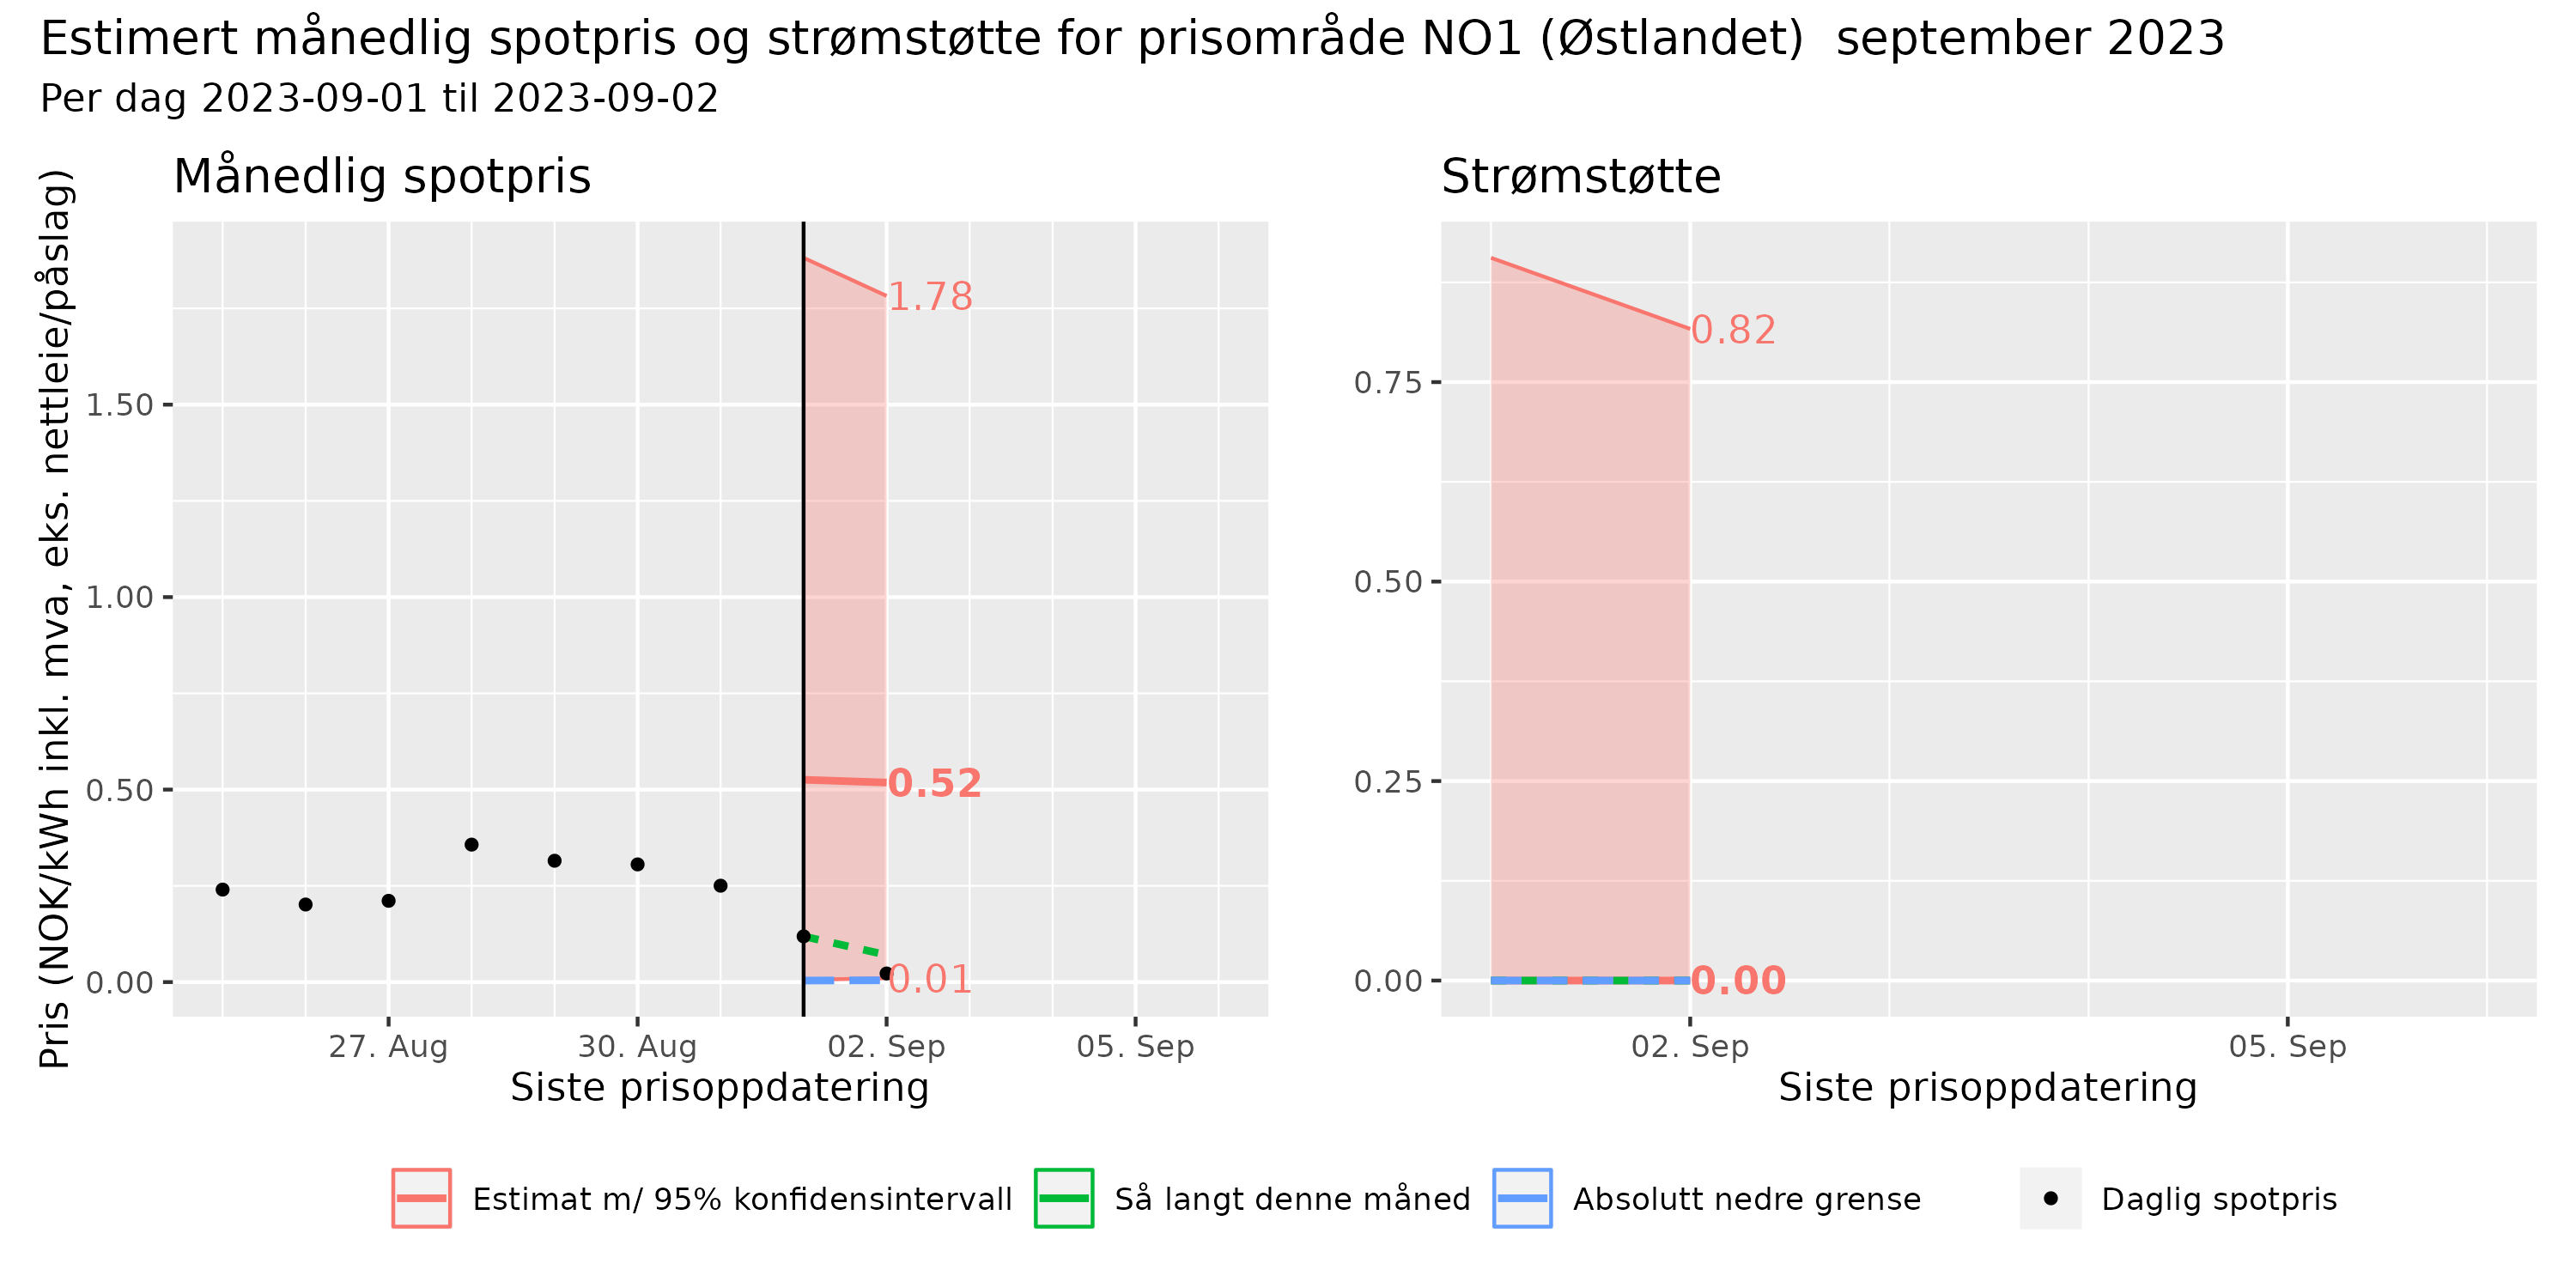 Estimert månedlig spotpris og strømstøtte for prisområde NO1 (Østlandet)  september 2023
Per dag 2023-09-01 til 2023-09-02
Månedlig spotpris
Pris (NOK/kWh inkl. mva, eks. nettleie/påslag)
1.50
1.00
0.50
0.00
1.78
0.52
0.01
27. Aug
30. Aug
02. Sep
05. Sep
Siste prisoppdatering
Strømstøtte
0.75
0.50
0.25
0.00
0.82
0.00
02. Sep
05. Sep
Siste prisoppdatering
Estimat m/ 95% konfidensintervall
Så langt denne måned
Absolutt nedre grense
Daglig spotpris